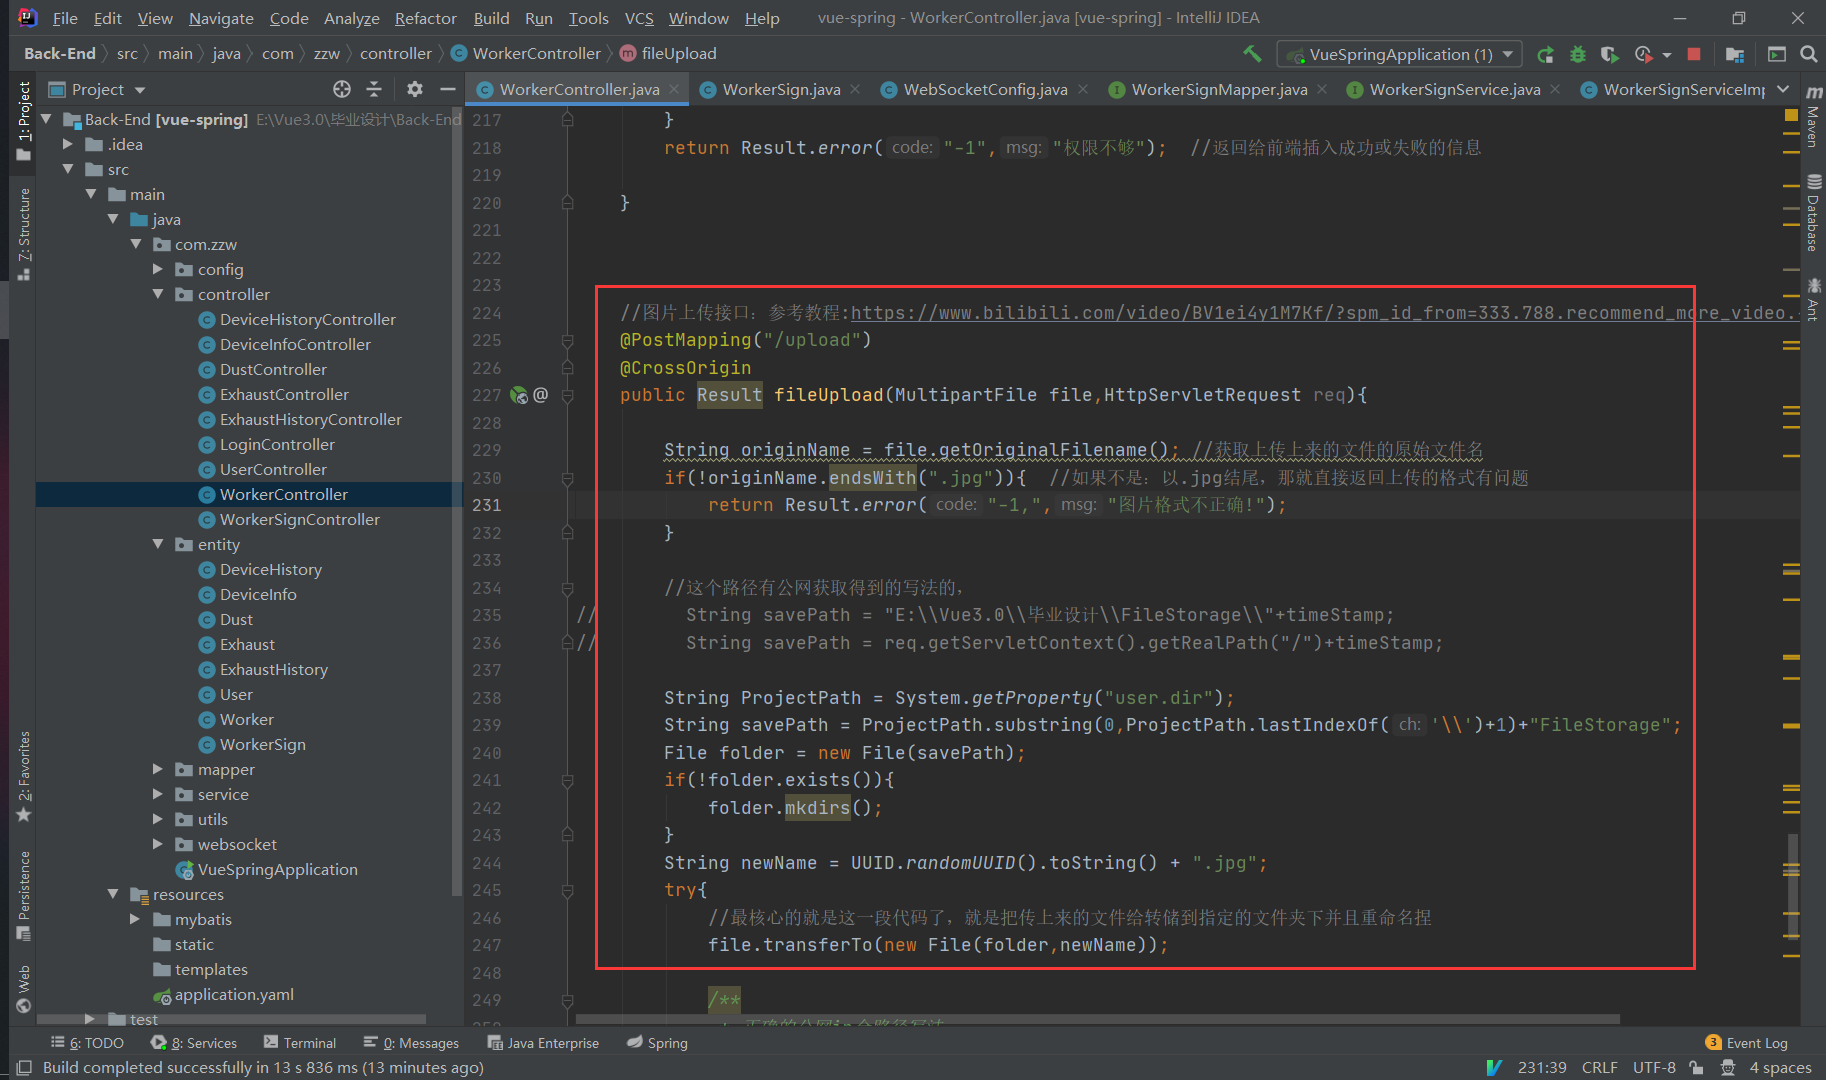 File Edit View Navigate Code Analyze Refactor Build Run Tools VCS Window Help vue-spring - WorkerController.java [vue-spring] - IntelliJ IDEA
Back-End src main java com zzw controller WorkerController fileUpload VueSpringApplication (1)
Project
WorkerController.java WorkerSign.java WebSocketConfig.java WorkerSignMapper.java WorkerSignService.java WorkerSignServiceImp
1: Project
Z: Structure
2: Favorites
Persistence
Web
Back-End [vue-spring] E:\Vue3.0\毕业设计\Back-End
.idea
src
main
java
com.zzw
config
controller
DeviceHistoryController
DeviceInfoController
DustController
ExhaustController
ExhaustHistoryController
LoginController
UserController
WorkerController
WorkerSignController
entity
DeviceHistory
DeviceInfo
Dust
Exhaust
ExhaustHistory
User
Worker
WorkerSign
mapper
service
utils
websocket
VueSpringApplication
resources
mybatis
static
templates
application.yaml
test
217 }
218 return Result.error( code: "-1", msg: "权限不够"); //返回给前端插入成功或失败的信息
219
220 }
221
222
223
224 //图片上传接口: 参考教程:https://www.bilibili.com/video/BV1ei4y1M7Kf/?spm_id_from=333.788.recommend_more_video.
225 @PostMapping("/upload")
226 @CrossOrigin
227 @ public Result fileUpload(MultipartFile file,HttpServletRequest req){
228
229 String originName = file.getOriginalFilename(); //获取上传上来的文件的原始文件名
230 if(!originName.endsWith(".jpg")){ //如果不是: 以.jpg结尾, 那就直接返回上传的格式有问题
231 return Result.error( code: "-1,", msg: "图片格式不正确!");
232 }
233
234 //这个路径有公网获取得到的写法的,
235 // String savePath = "E:\\Vue3.0\\毕业设计\\FileStorage\\"+timeStamp;
236 // String savePath = req.getServletContext().getRealPath("/")+timeStamp;
237
238 String ProjectPath = System.getProperty("user.dir");
239 String savePath = ProjectPath.substring(0,ProjectPath.lastIndexOf( ch: '\\')+1)+"FileStorage";
240 File folder = new File(savePath);
241 if(!folder.exists()){
242 folder.mkdirs();
243 }
244 String newName = UUID.randomUUID().toString() + ".jpg";
245 try{
246 //最核心的就是这一段代码了, 就是把传上来的文件给转储到指定的文件夹下并且重命名捏
247 file.transferTo(new File(folder,newName));
248
249 /**
Maven
Database
Ant
6: TODO 8: Services Terminal 0: Messages Java Enterprise Spring 3 Event Log
Build completed successfully in 13 s 836 ms (13 minutes ago) 231:39 CRLF UTF-8 4 spaces